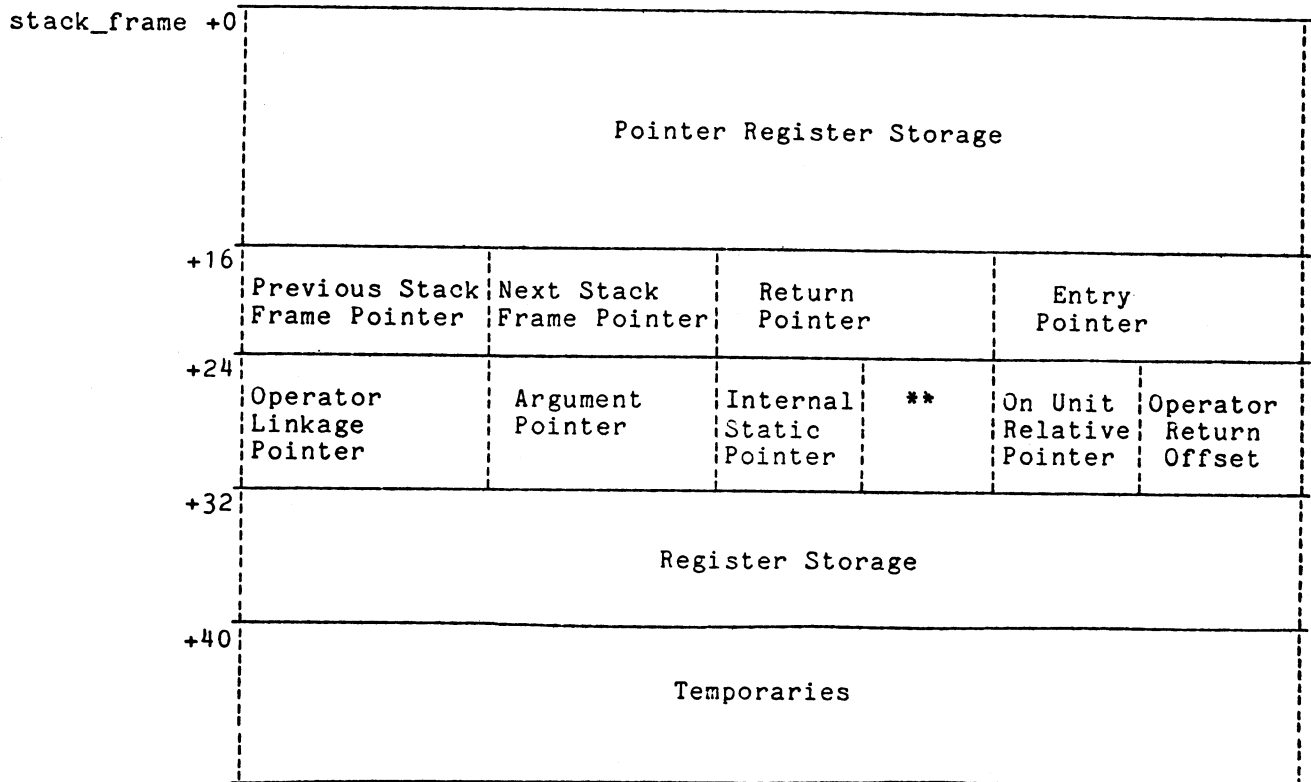 stack_frame +0
Pointer Register Storage
+16
Previous Stack Frame Pointer
Next Stack Frame Pointer
Return Pointer
Entry Pointer
+24
Operator Linkage Pointer
Argument Pointer
Internal Static Pointer
**
On Unit Relative Pointer
Operator Return Offset
+32
Register Storage
+40
Temporaries